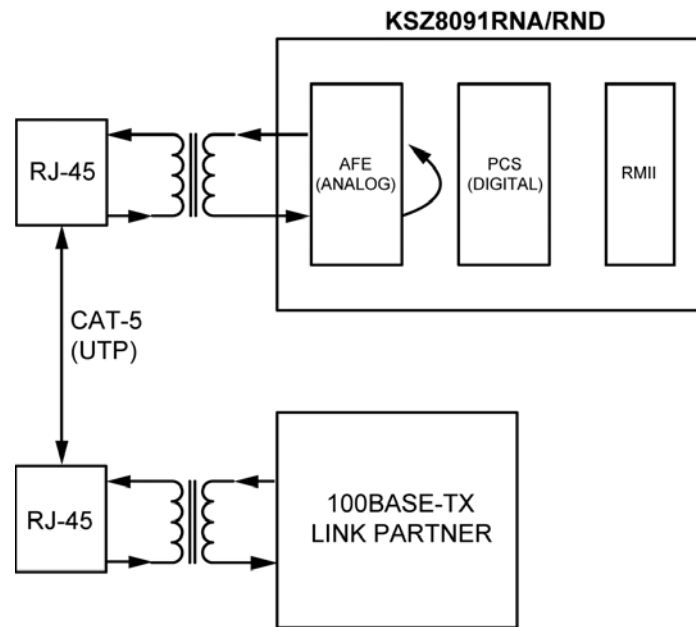 KSZ8091RNA/RND
RJ-45
AFE
(ANALOG)
PCS
(DIGITAL)
RMII
CAT-5
(UTP)
RJ-45
100BASE-TX
LINK PARTNER